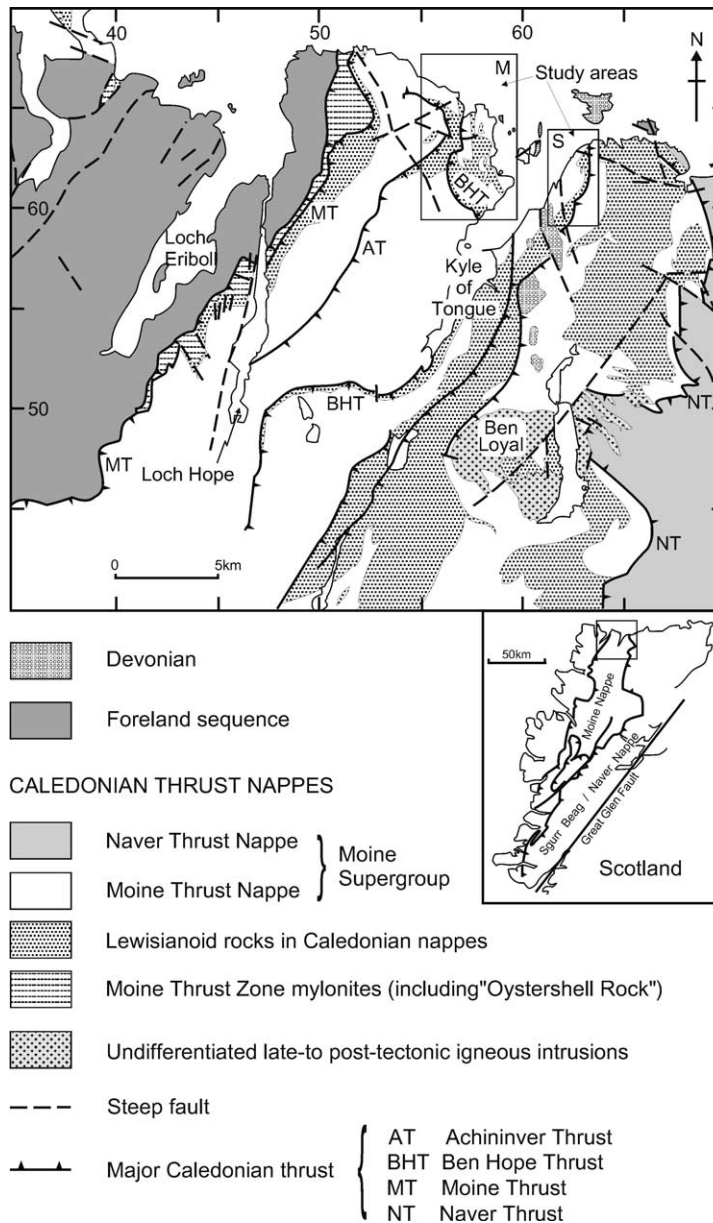 40
50
60
N
M
Study areas
S
BHT
MT
60
Loch
Eriboll
AT
Kyle
of
Tongue
50
BHT
Ben
Loyal
NT
MT
Loch Hope
NT
0
5km
Devonian
50km
Moine Nappe
Sgurr Beag / Naver Nappe
Great Glen Fault
Scotland
Foreland sequence
CALEDONIAN THRUST NAPPES
Naver Thrust Nappe
Moine Thrust Nappe
Moine
Supergroup
Lewisianoid rocks in Caledonian nappes
Moine Thrust Zone mylonites (including"Oystershell Rock")
Undifferentiated late-to post-tectonic igneous intrusions
Steep fault
Major Caledonian thrust
AT Achininver Thrust
BHT Ben Hope Thrust
MT Moine Thrust
NT Naver Thrust